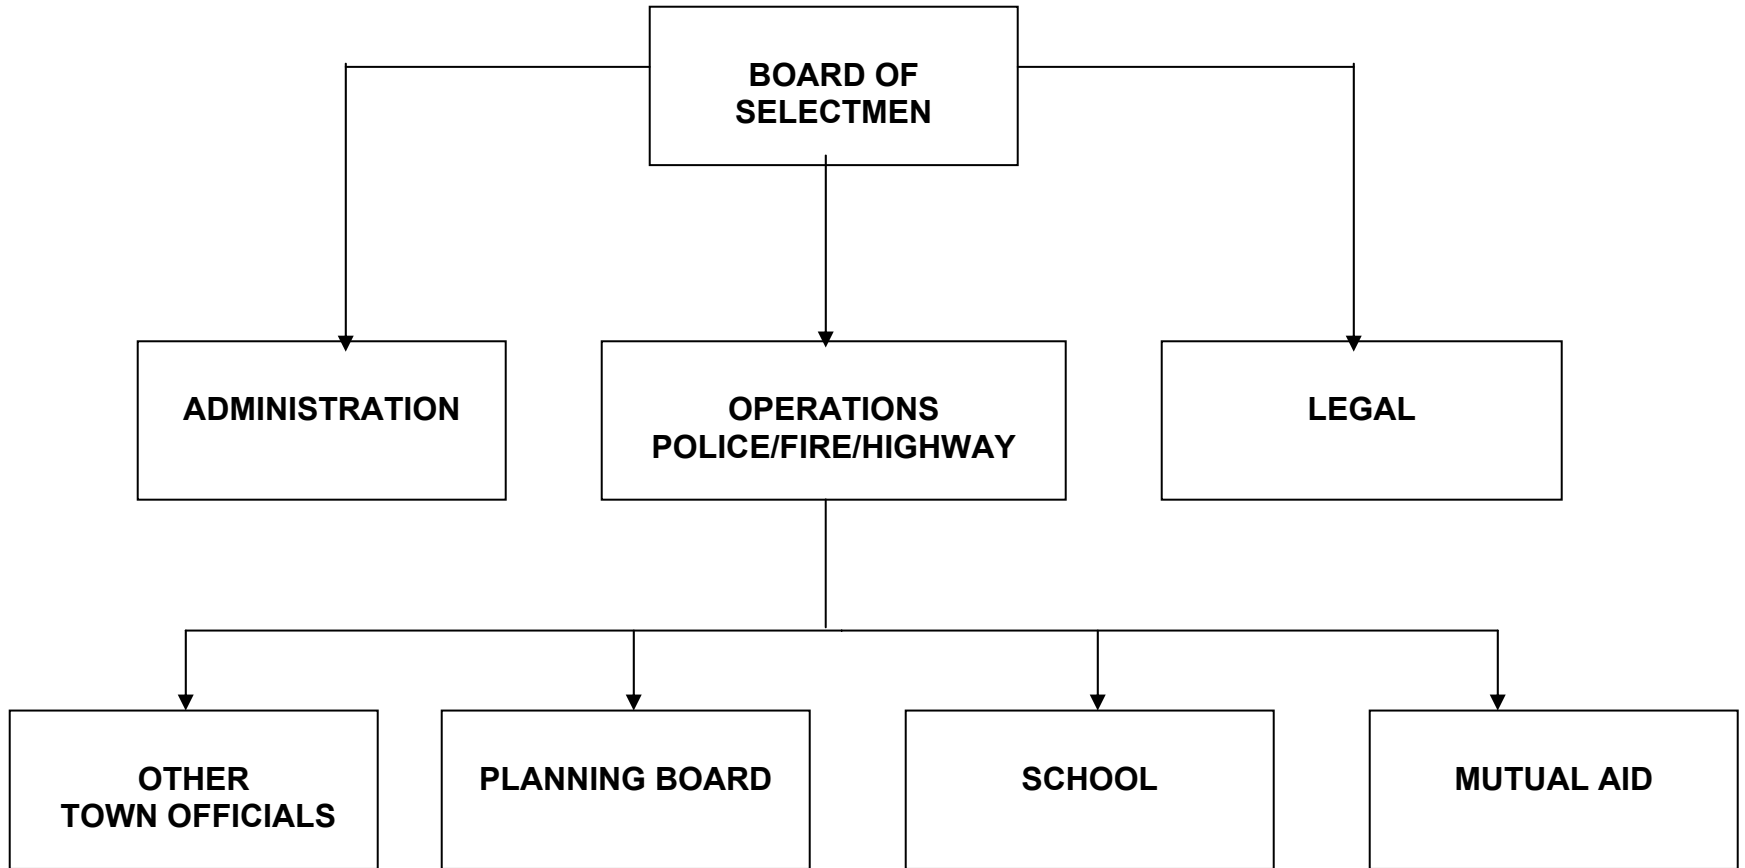 BOARD OF
SELECTMEN
ADMINISTRATION
OPERATIONS
POLICE/FIRE/HIGHWAY
LEGAL
OTHER
TOWN OFFICIALS
PLANNING BOARD
SCHOOL
MUTUAL AID